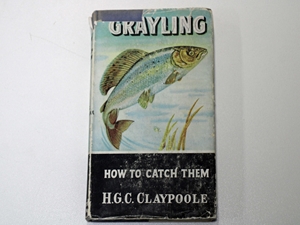 GRAYLING
HOW TO CATCH THEM
H.G.C. CLAYPOOLE